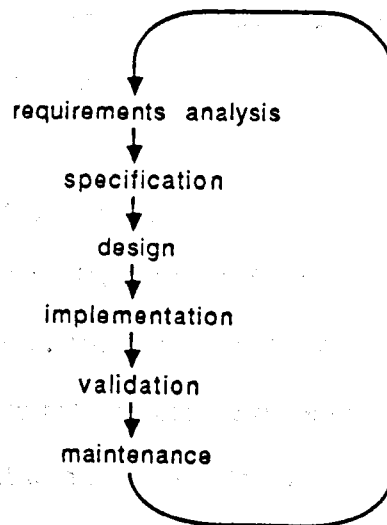 requirements analysis
specification
design
implementation
validation
maintenance